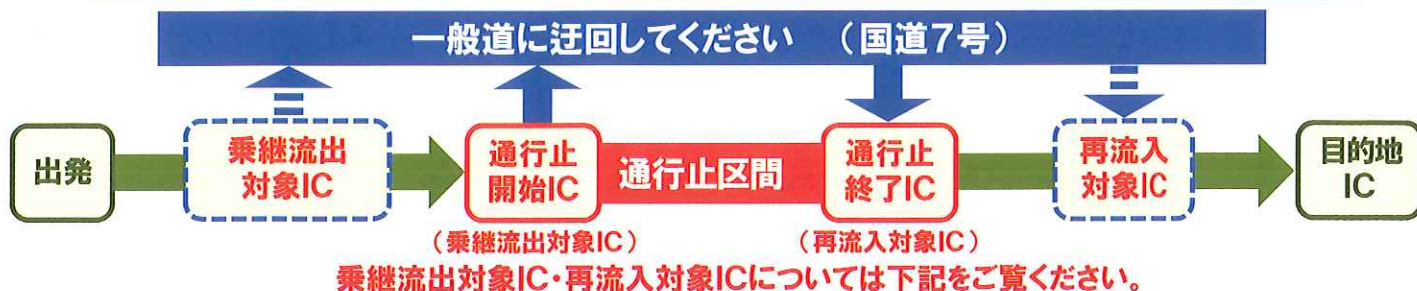 一般道に迂回してください （国道7号）
出発
乗継流出
対象IC
通行止
開始IC
通行止区間
通行止
終了IC
再流入
対象IC
目的地
IC
（乗継流出対象IC）
（再流入対象IC）
乗継流出対象IC・再流入対象ICについては下記をご覧ください。